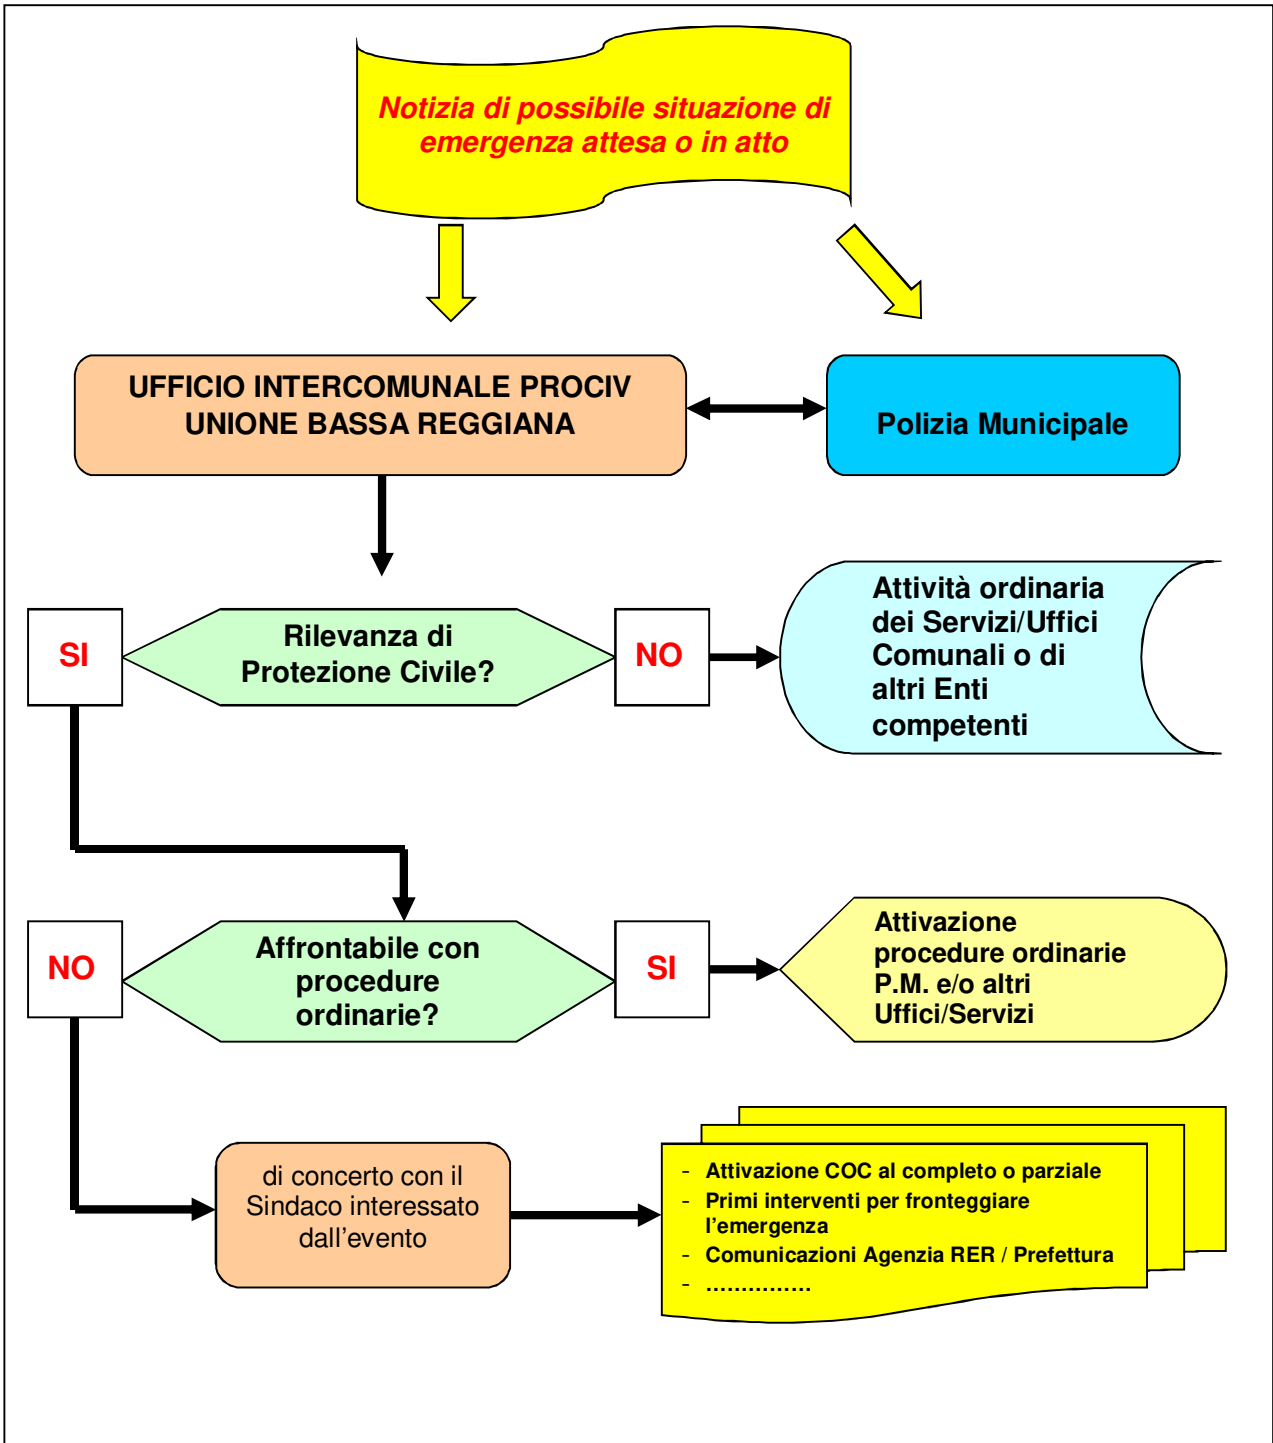 Notizia di possibile situazione di
emergenza attesa o in atto
UFFICIO INTERCOMUNALE PROCIV
UNIONE BASSA REGGIANA
Polizia Municipale
SI
Rilevanza di
Protezione Civile?
NO
Attività ordinaria
dei Servizi/Uffici
Comunali o di
altri Enti
competenti
NO
Affrontabile con
procedure
ordinarie?
SI
Attivazione
procedure ordinarie
P.M. e/o altri
Uffici/Servizi
di concerto con il
Sindaco interessato
dall'evento
- Attivazione COC al completo o parziale
- Primi interventi per fronteggiare
l'emergenza
- Comunicazioni Agenzia RER / Prefettura
- ……………